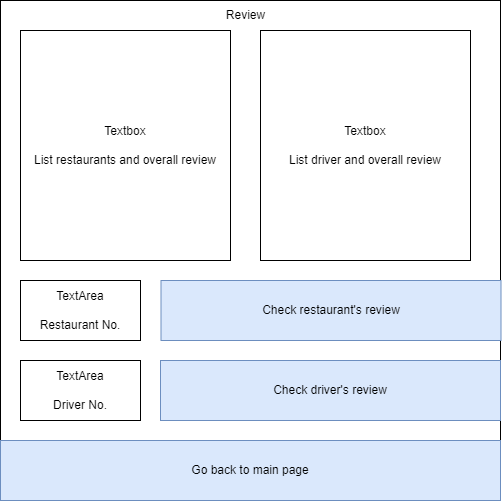 Review
Textbox
List restaurants and overall review
Textbox
List driver and overall review
TextArea
Restaurant No.
Check restaurant's review
TextArea
Driver No.
Check driver's review
Go back to main page